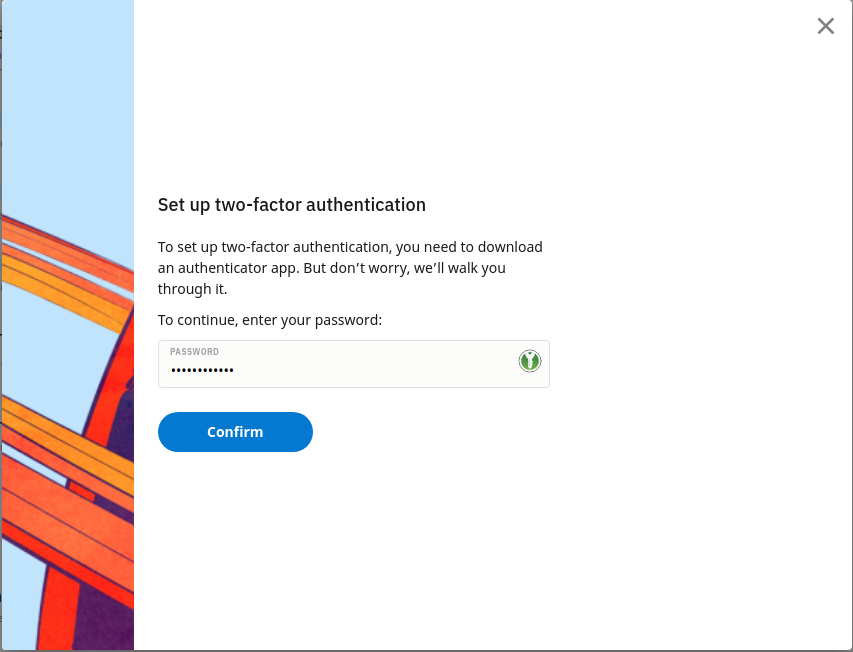 Set up two-factor authentication
To set up two-factor authentication, you need to download
an authenticator app. But don’t worry, we’ll walk you
through it.
To continue, enter your password:
PASSWORD
••••••••••••
Confirm